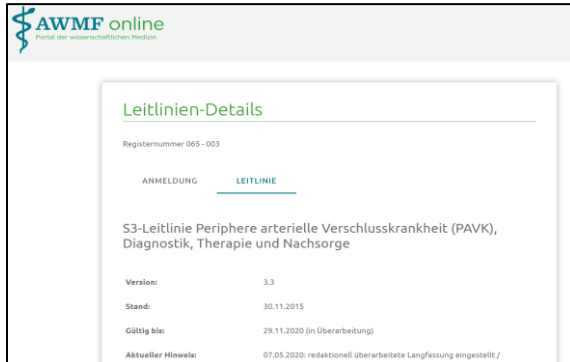 AWMF online
Portal der wissenschaftlichen Medizin
Leitlinien-Details
Registernummer 065 - 003
ANMELDUNG LEITLINIE
S3-Leitlinie Periphere arterielle Verschlusskrankheit (PAVK),
Diagnostik, Therapie und Nachsorge
Version: 3.3
Stand: 30.11.2015
Gültig bis: 29.11.2020 (in Überarbeitung)
Aktueller Hinweis: 07.05.2020: redaktionell überarbeitete Langfassung eingestellt /